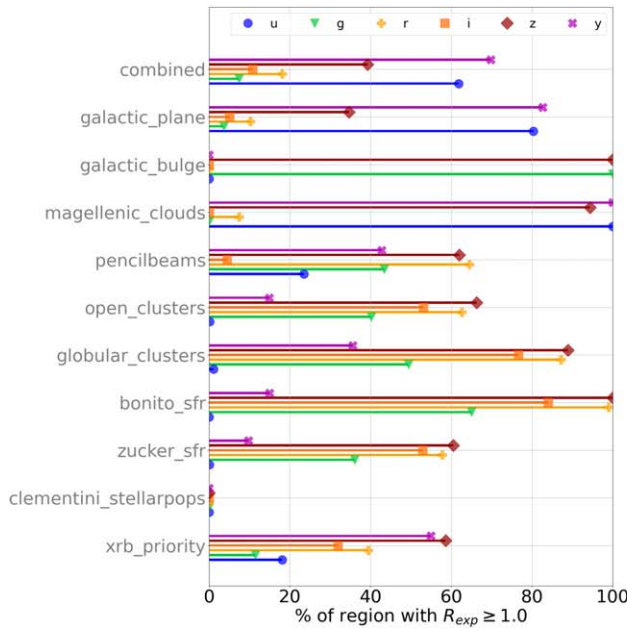 u g r i z y
combined
galactic_plane
galactic_bulge
magellenic_clouds
pencilbeams
open_clusters
globular_clusters
bonito_sfr
zucker_sfr
clementini_stellarpops
xrb_priority
0 20 40 60 80 100
% of region with R_exp ≥ 1.0